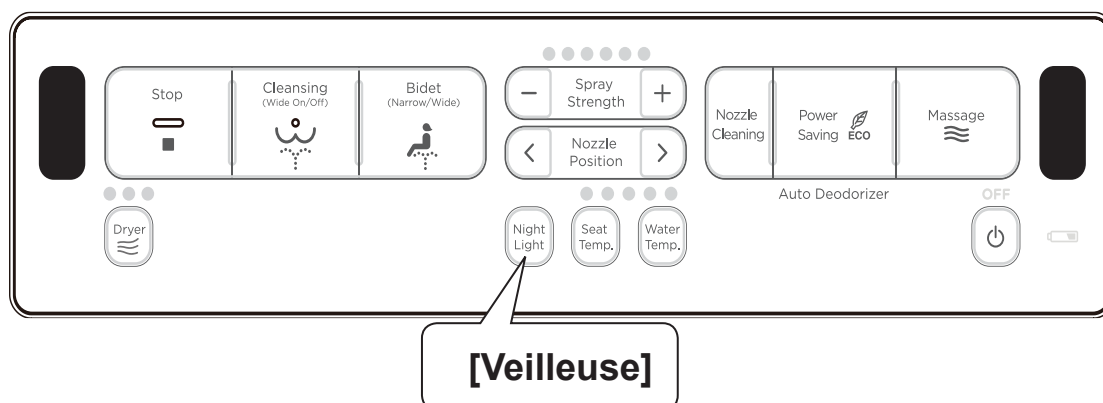 Stop
Cleansing
(Wide On/Off)
Bidet
(Narrow/Wide)
Spray
Strength
Nozzle
Position
Nozzle
Cleaning
Power
Saving
ECO
Massage
Auto Deodorizer
OFF
Dryer
Night
Light
Seat
Temp.
Water
Temp.
[Veilleuse]